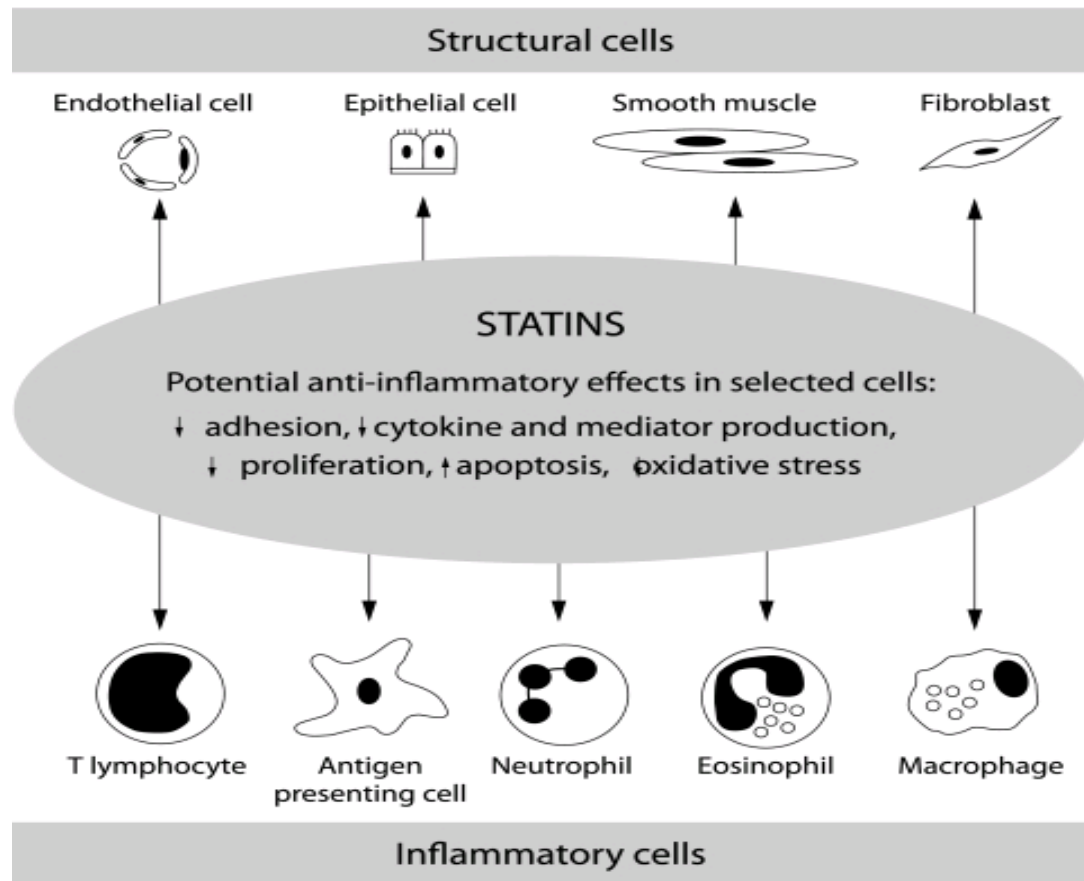 Structural cells
Endothelial cell
Epithelial cell
Smooth muscle
Fibroblast
STATINS
Potential anti-inflammatory effects in selected cells:
↓ adhesion, ↓ cytokine and mediator production,
↓ proliferation, ↑ apoptosis, ↓ oxidative stress
T lymphocyte
Antigen
presenting cell
Neutrophil
Eosinophil
Macrophage
Inflammatory cells